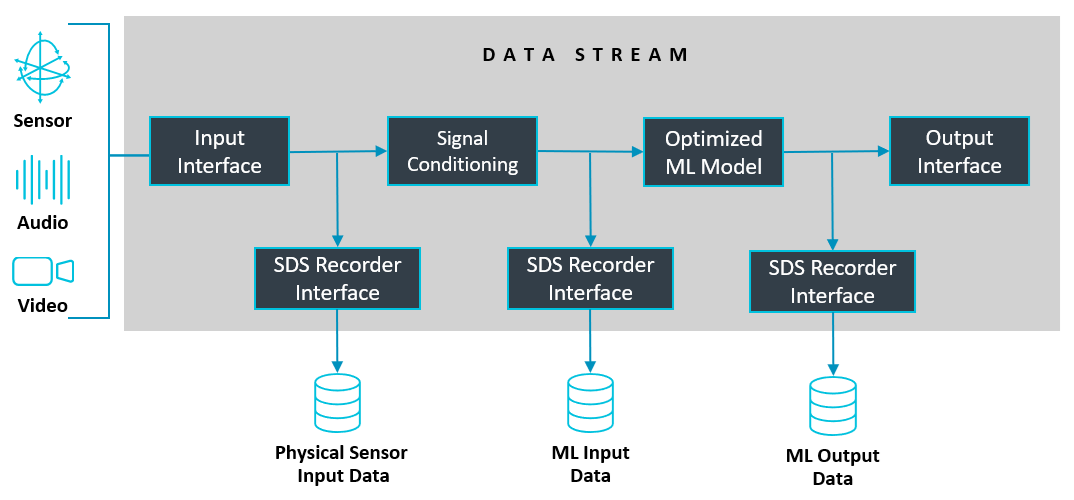 DATA STREAM
Sensor
Audio
Video
Input
Interface
Signal
Conditioning
Optimized
ML Model
Output
Interface
SDS Recorder
Interface
SDS Recorder
Interface
SDS Recorder
Interface
Physical Sensor
Input Data
ML Input
Data
ML Output
Data